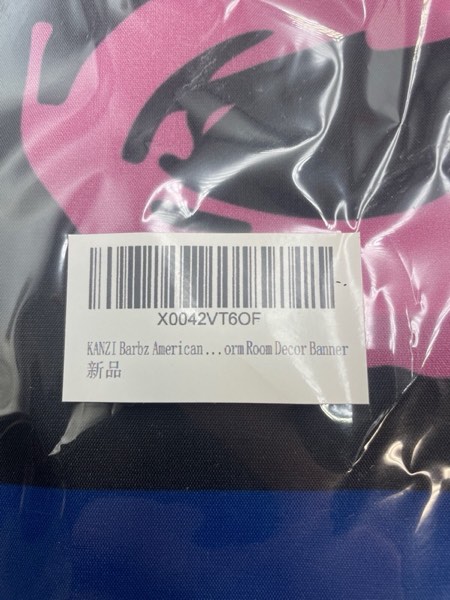 X0042VT6OF
KANZI Barbz American ... orm Room Decor Banner
新品